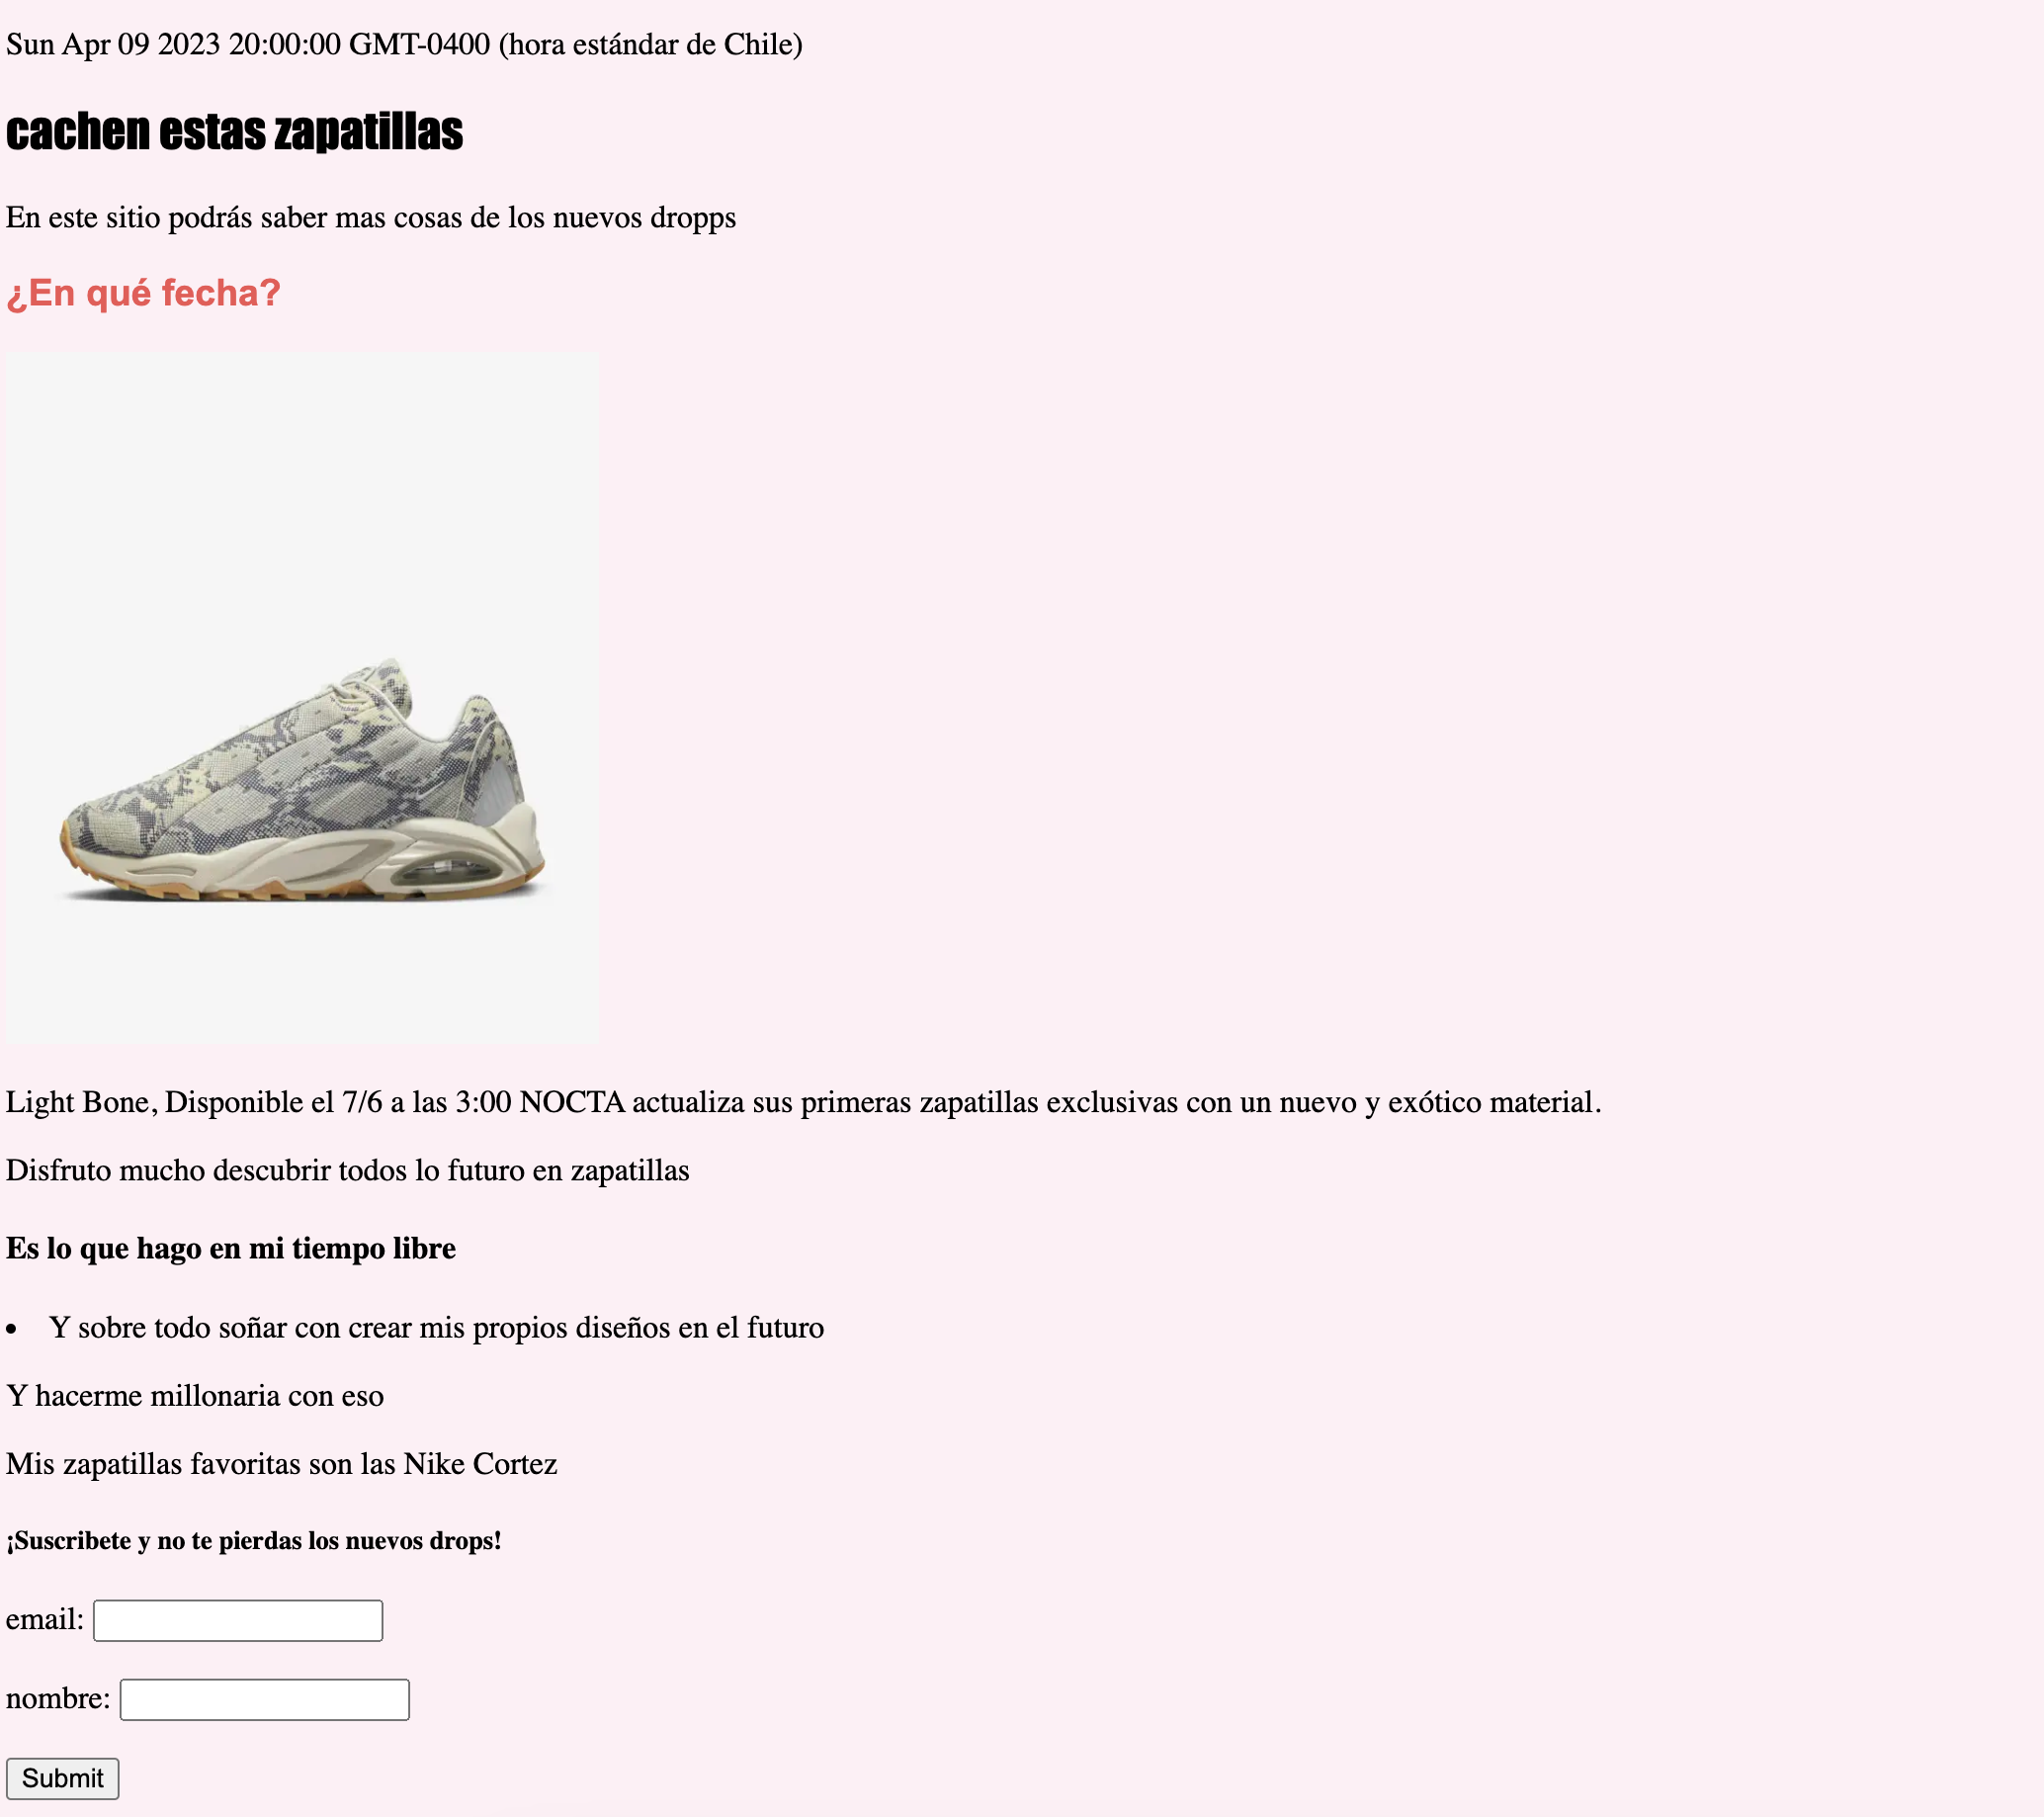 Sun Apr 09 2023 20:00:00 GMT-0400 (hora estándar de Chile)
cachen estas zapatillas
En este sitio podrás saber mas cosas de los nuevos dropps
¿En qué fecha?
Light Bone, Disponible el 7/6 a las 3:00 NOCTA actualiza sus primeras zapatillas exclusivas con un nuevo y exótico material.
Disfruto mucho descubrir todos lo futuro en zapatillas
Es lo que hago en mi tiempo libre
• Y sobre todo soñar con crear mis propios diseños en el futuro
Y hacerme millonaria con eso
Mis zapatillas favoritas son las Nike Cortez
¡Suscribete y no te pierdas los nuevos drops!
email:
nombre:
Submit